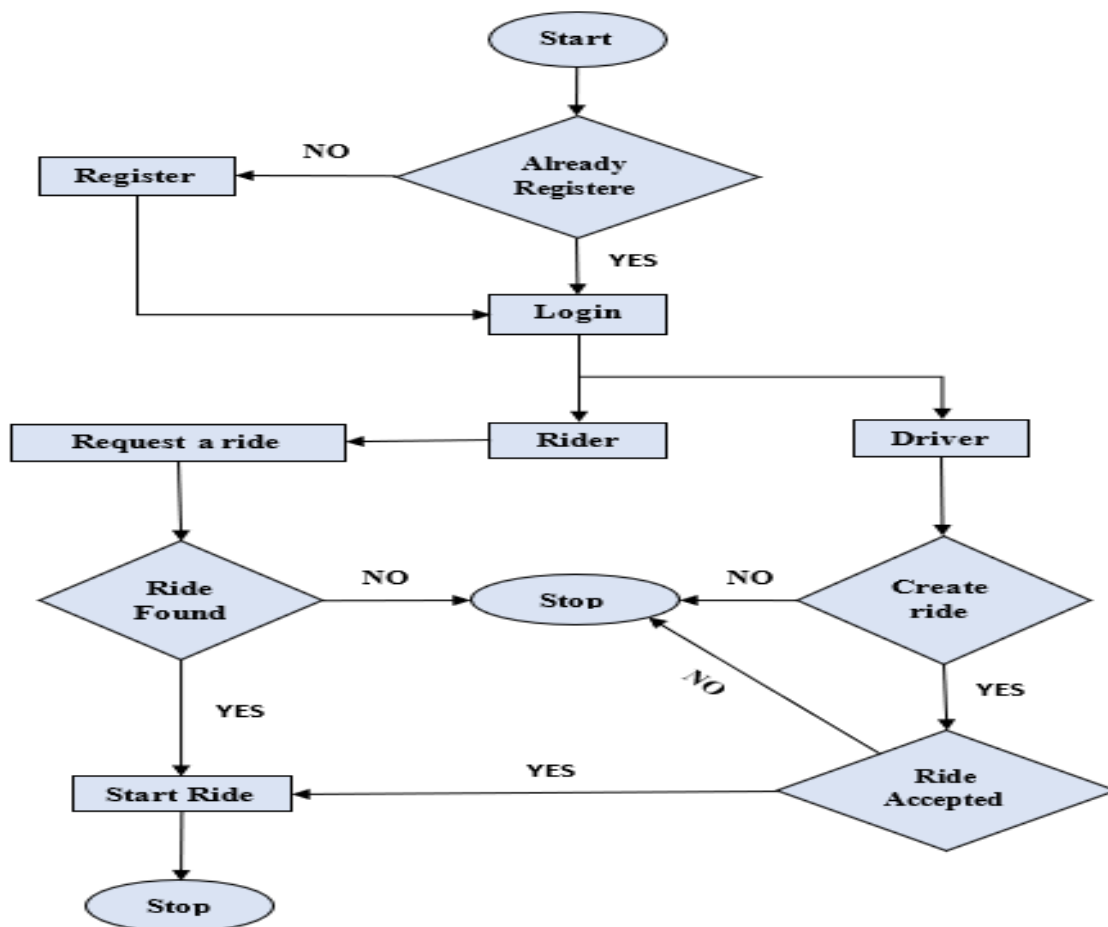 Start
NO
Already
Registere
Register
YES
Login
Request a ride
Rider
Driver
Ride
Found
NO
Stop
NO
Create
ride
NO
YES
YES
YES
Start Ride
Ride
Accepted
Stop